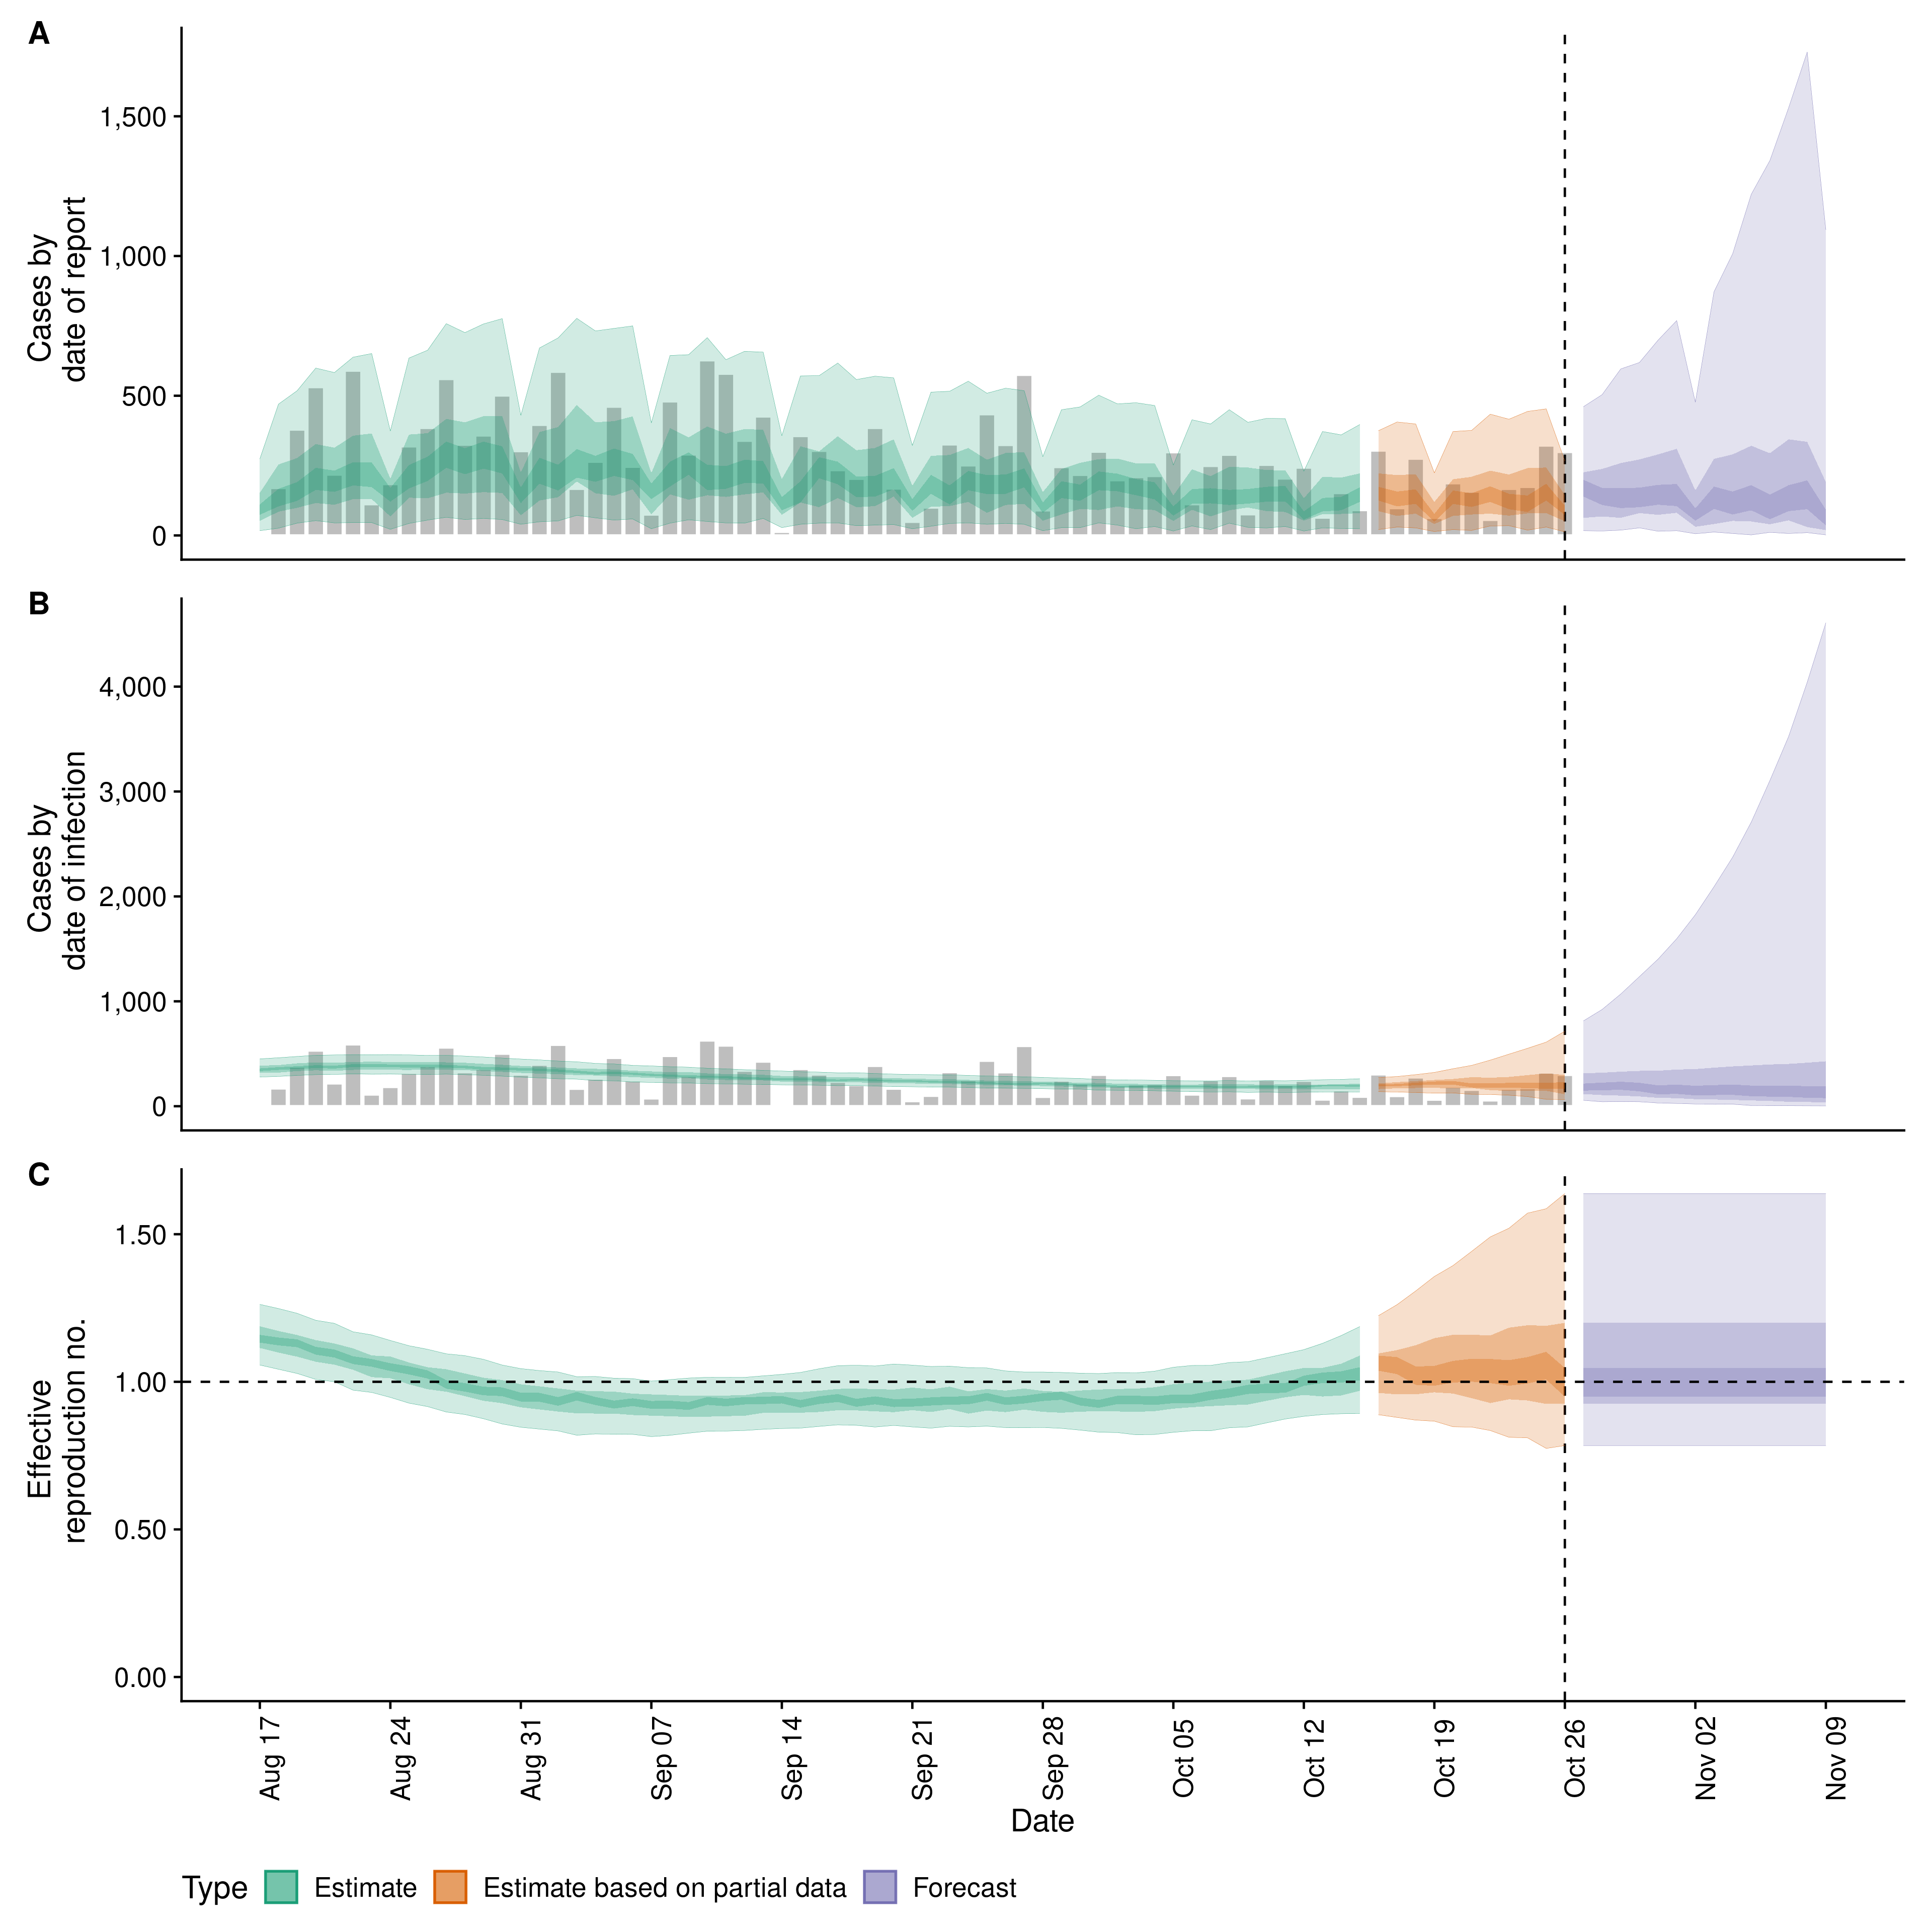 A
Cases by
date of report
1,500
1,000
500
0
B
Cases by
date of infection
4,000
3,000
2,000
1,000
0
C
Effective
reproduction no.
1.50
1.00
0.50
0.00
Aug 17
Aug 24
Aug 31
Sep 07
Sep 14
Sep 21
Sep 28
Oct 05
Oct 12
Oct 19
Oct 26
Nov 02
Nov 09
Date
Type Estimate Estimate based on partial data Forecast